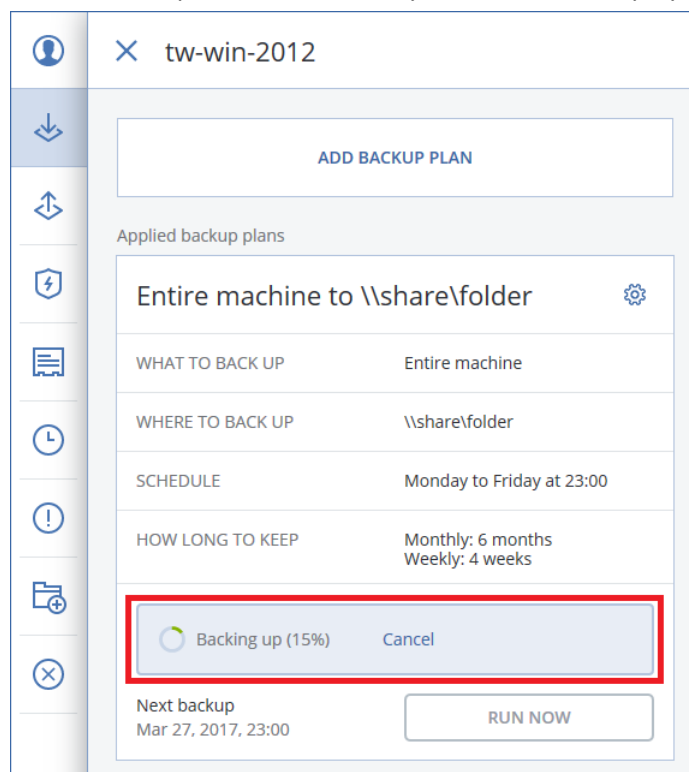 tw-win-2012
ADD BACKUP PLAN
Applied backup plans
Entire machine to \\share\folder
WHAT TO BACK UP Entire machine
WHERE TO BACK UP \\share\folder
SCHEDULE Monday to Friday at 23:00
HOW LONG TO KEEP Monthly: 6 months
Weekly: 4 weeks
Backing up (15%) Cancel
Next backup
Mar 27, 2017, 23:00
RUN NOW